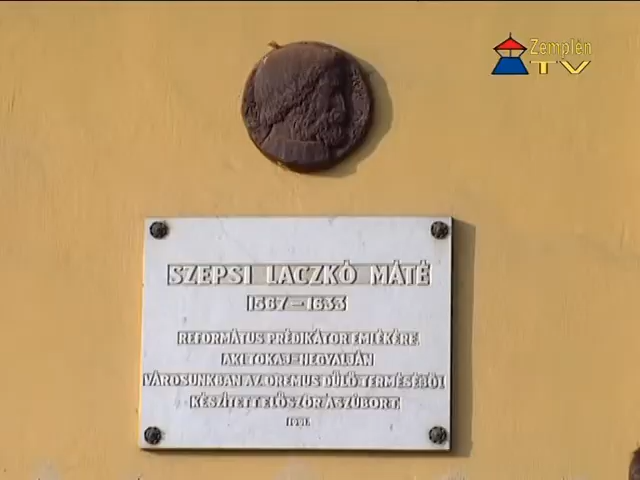 Zemplén
TV
SZEPSI LACZKÓ MÁTÉ
1567-1633
REFORMÁTUS PRÉDIKÁTOR EMLÉKÉRE,
AKI TOKAJ-HEGYALJÁN
VÁROSUNKBAN AZ OREMUS DŰLŐ TERMÉSÉBŐL
KÉSZÍTETT ELŐSZÖR ASZÚBORT.